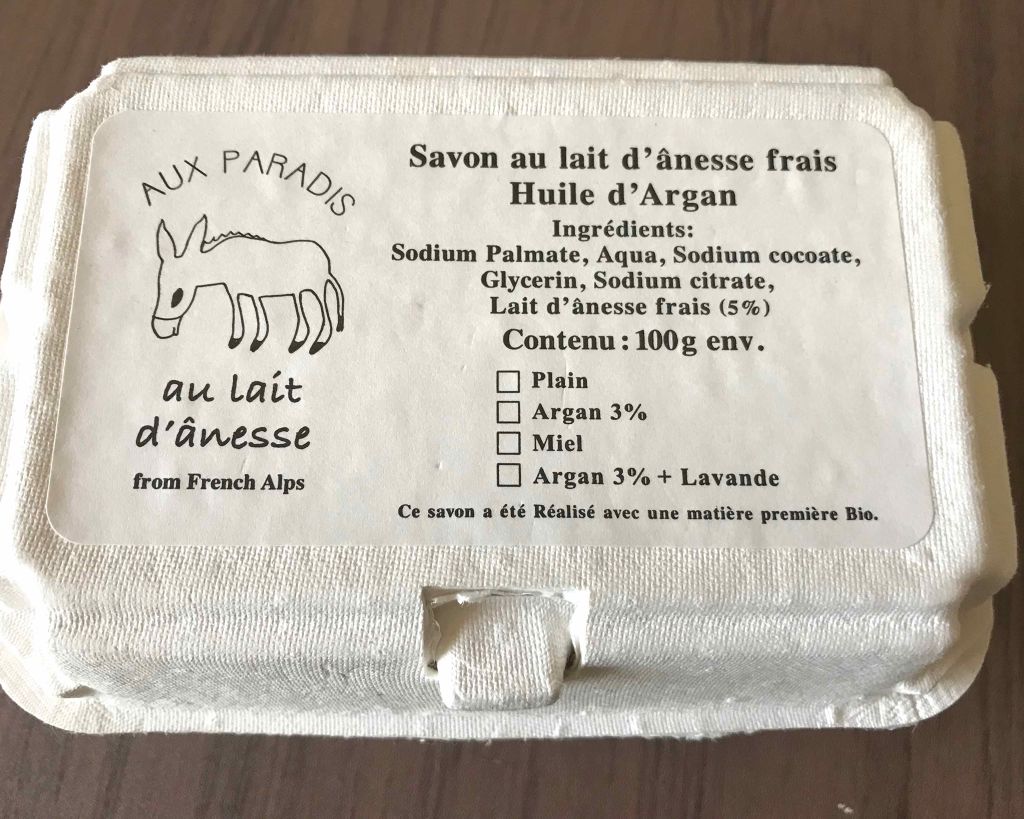 AUX PARADIS
au lait
d'ânesse
from French Alps
Savon au lait d'ânesse frais
Huile d'Argan
Ingrédients:
Sodium Palmate, Aqua, Sodium cocoate,
Glycerin, Sodium citrate,
Lait d'ânesse frais (5%)
Contenu : 100g env.
Plain
Argan 3%
Miel
Argan 3% + Lavande
Ce savon a été Réalisé avec une matière première Bio.